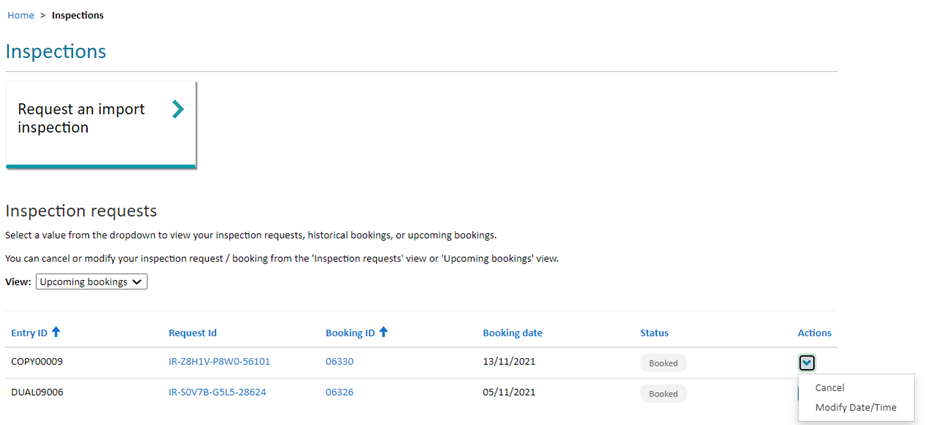 Home > Inspections
Inspections
Request an import
inspection
Inspection requests
Select a value from the dropdown to view your inspection requests, historical bookings, or upcoming bookings.
You can cancel or modify your inspection request / booking from the 'Inspection requests' view or 'Upcoming bookings' view.
View: Upcoming bookings
Entry ID Request Id Booking ID Booking date Status Actions
COPY00009 IR-Z8H1V-P8W0-56101 06330 13/11/2021 Booked
DUAL09006 IR-S0V7B-G5L5-28624 06326 05/11/2021 Booked
Cancel
Modify Date/Time